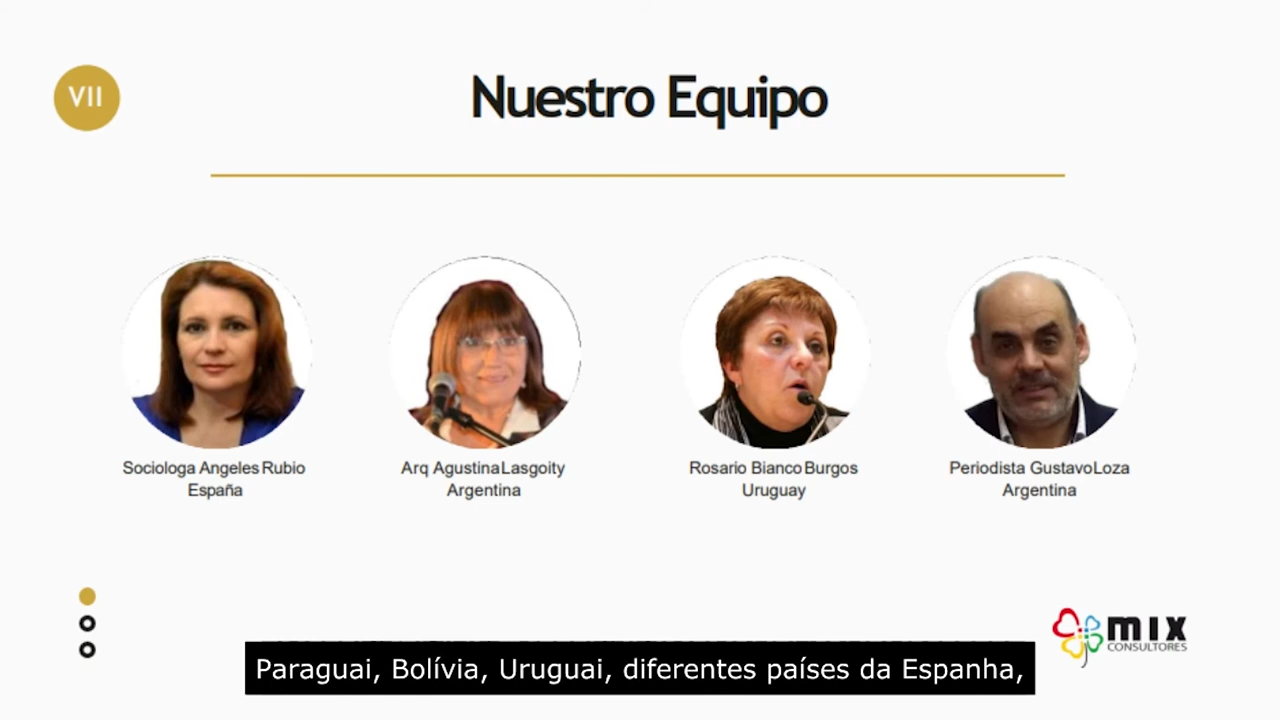 VII
Nuestro Equipo
Sociologa Angeles Rubio
España
Arq Agustina Lasgoity
Argentina
Rosario Bianco Burgos
Uruguay
Periodista Gustavo Loza
Argentina
MIX
CONSULTORES
Paraguai, Bolívia, Uruguai, diferentes países da Espanha,